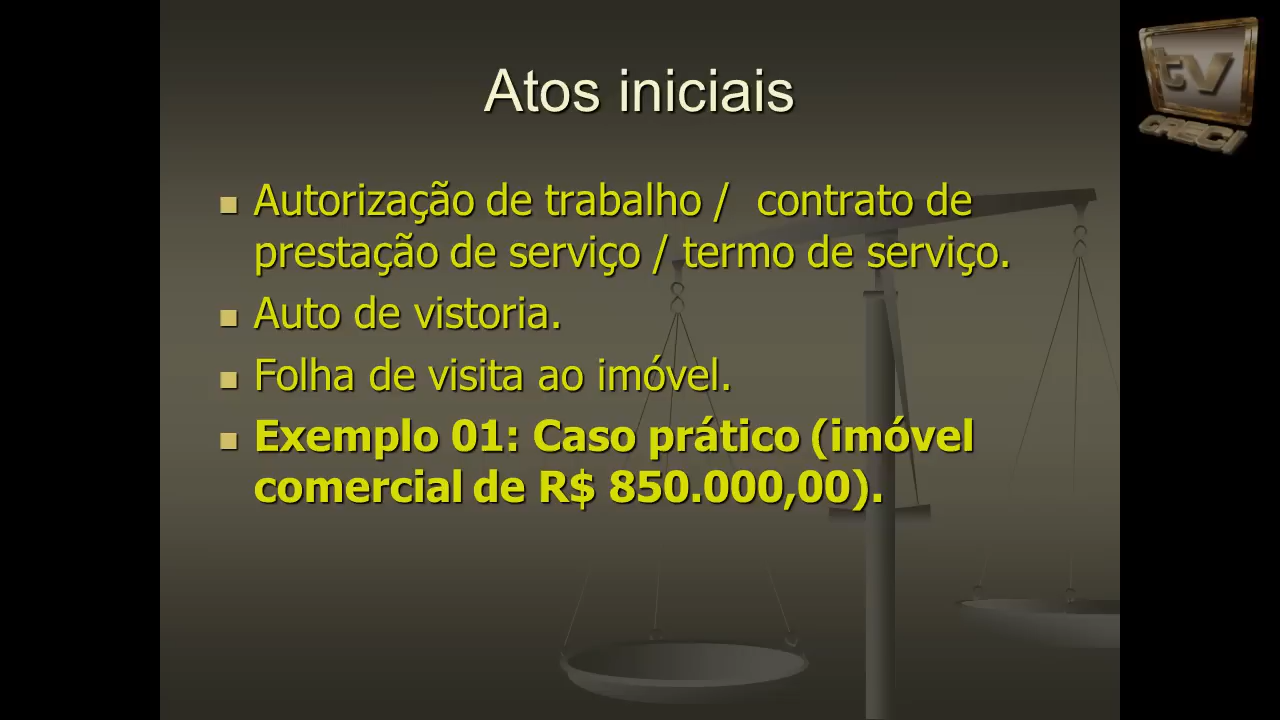 tv
CRECI
Atos iniciais
Autorização de trabalho /  contrato de
prestação de serviço / termo de serviço.
Auto de vistoria.
Folha de visita ao imóvel.
Exemplo 01: Caso prático (imóvel
comercial de R$ 850.000,00).